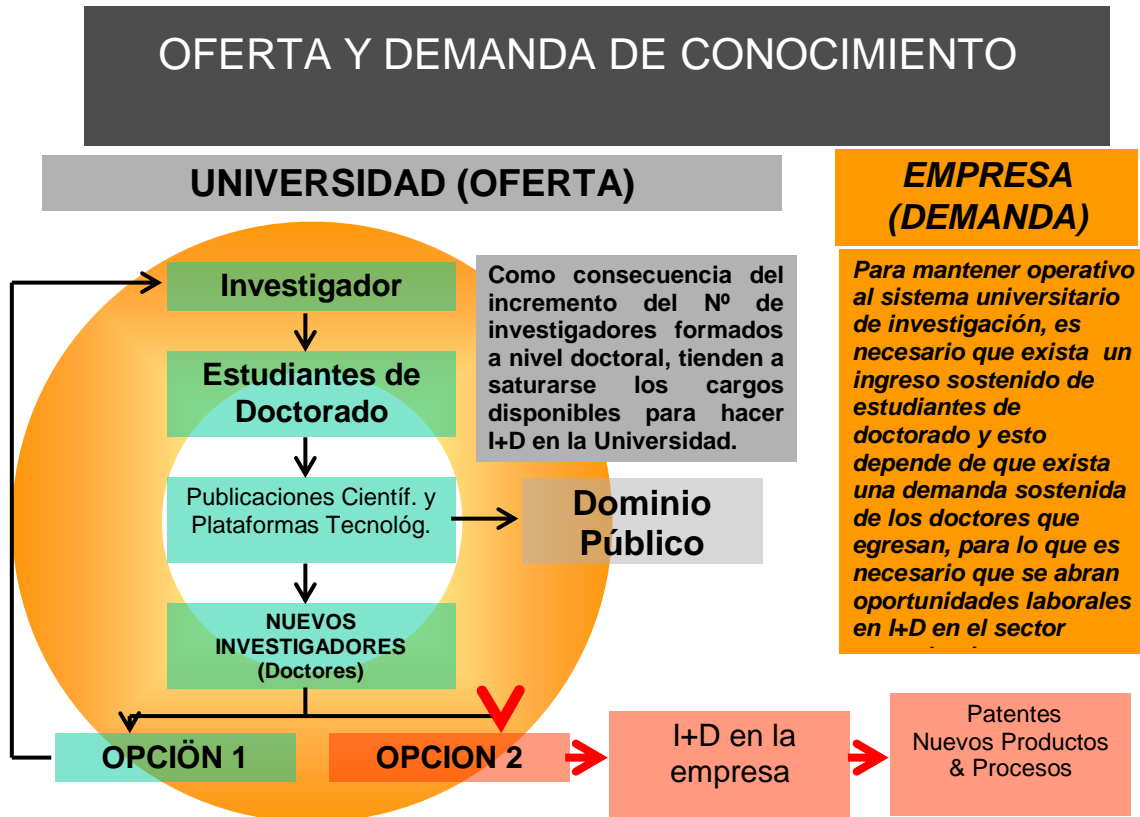 OFERTA Y DEMANDA DE CONOCIMIENTO
UNIVERSIDAD (OFERTA)
Investigador
Estudiantes de
Doctorado
Publicaciones Científ. y
Plataformas Tecnológ.
NUEVOS
INVESTIGADORES
(Doctores)
OPCIÖN 1
OPCION 2
Como consecuencia del
incremento del Nº de
investigadores formados
a nivel doctoral, tienden a
saturarse los cargos
disponibles para hacer
I+D en la Universidad.
Dominio
Público
EMPRESA
(DEMANDA)
Para mantener operativo
al sistema universitario
de investigación, es
necesario que exista un
ingreso sostenido de
estudiantes de
doctorado y esto
depende de que exista
una demanda sostenida
de los doctores que
egresan, para lo que es
necesario que se abran
oportunidades laborales
en I+D en el sector
I+D en la
empresa
Patentes
Nuevos Productos
& Procesos